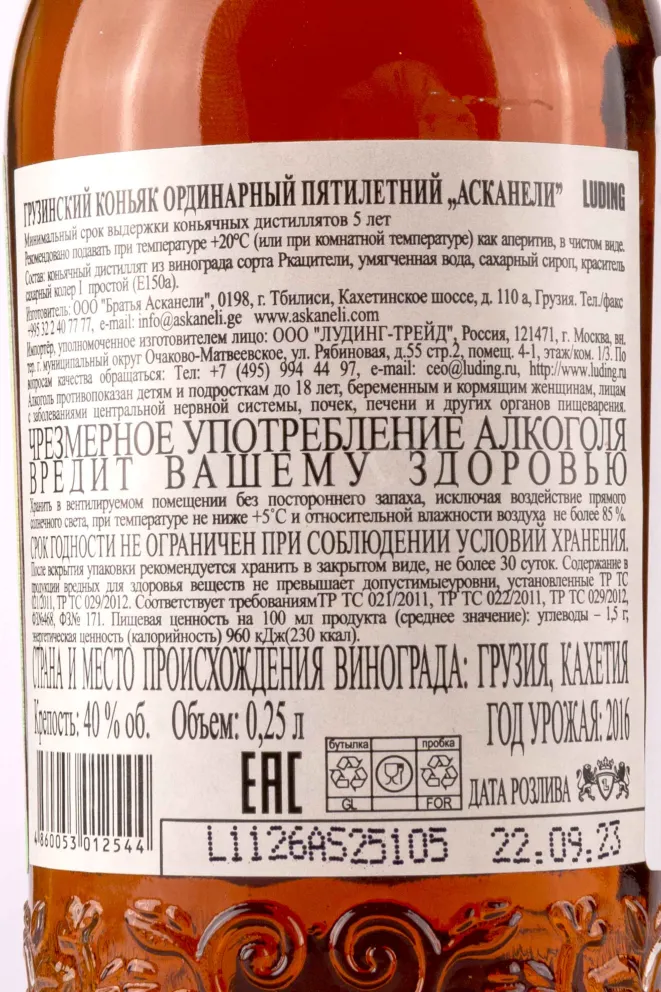 ГРУЗИНСКИЙ КОНЬЯК ОРДИНАРНЫЙ ПЯТИЛЕТНИЙ „АСКАНЕЛИ” LUDING
Минимальный срок выдержки коньячных дистиллятов 5 лет
Рекомендовано подавать при температуре +20°С (или при комнатной температуре) как аперитив, в чистом виде.
Состав: коньячный дистиллят из винограда сорта Ркацители, умягченная вода, сахарный сироп, краситель
сахарный колер I простой (Е150а).
Изготовитель: ООО "Братья Асканели", 0198, г. Тбилиси, Кахетинское шоссе, д. 110 а, Грузия. Тел./факс
+995 32 2 40 77 77, e-mail: info@askaneli.ge www.askaneli.com
Импортёр, уполномоченное изготовителем лицо: ООО "ЛУДИНГ-ТРЕЙД", Россия, 121471, г. Москва, вн.
тер. г. муниципальный округ Очаково-Матвеевское, ул. Рябиновая, д.55 стр.2, помещ. 4-1, этаж/ком. 1/3. По
вопросам качества обращаться: Тел: +7 (495) 994 44 97, e-mail: ceo@luding.ru, http://www.luding.ru
Алкоголь противопоказан детям и подросткам до 18 лет, беременным и кормящим женщинам, лицам
с заболеваниями центральной нервной системы, почек, печени и других органов пищеварения.
ЧРЕЗМЕРНОЕ УПОТРЕБЛЕНИЕ АЛКОГОЛЯ
ВРЕДИТ ВАШЕМУ ЗДОРОВЬЮ
Хранить в вентилируемом помещении без постороннего запаха, исключая воздействие прямого
солнечного света, при температуре не ниже +5˚С и относительной влажности воздуха не более 85 %.
СРОК ГОДНОСТИ НЕ ОГРАНИЧЕН ПРИ СОБЛЮДЕНИИ УСЛОВИЙ ХРАНЕНИЯ.
После вскрытия упаковки рекомендуется хранить в закрытом виде, не более 30 суток. Содержание в
продукции вредных для здоровья веществ не превышает допустимыеуровни, установленные ТР ТС
021/2011, ТР ТС 029/2012. Соответствует требованиямТР ТС 021/2011, ТР ТС 022/2011, ТР ТС 029/2012,
ФЗ№468, ФЗ№ 171. Пищевая ценность на 100 мл продукта (среднее значение): углеводы – 1,5 г;
энергетическая ценность (калорийность) 960 кДж(230 ккал).
СТРАНА И МЕСТО ПРОИСХОЖДЕНИЯ ВИНОГРАДА: ГРУЗИЯ, КАХЕТИЯ
Крепость: 40 % об. Объем: 0,25 л ГОД УРОЖАЯ: 2016
бутылка пробка
EAC
GL FOR
ДАТА РОЗЛИВА
4 860053 012544
L1126AS25105 22.09.23